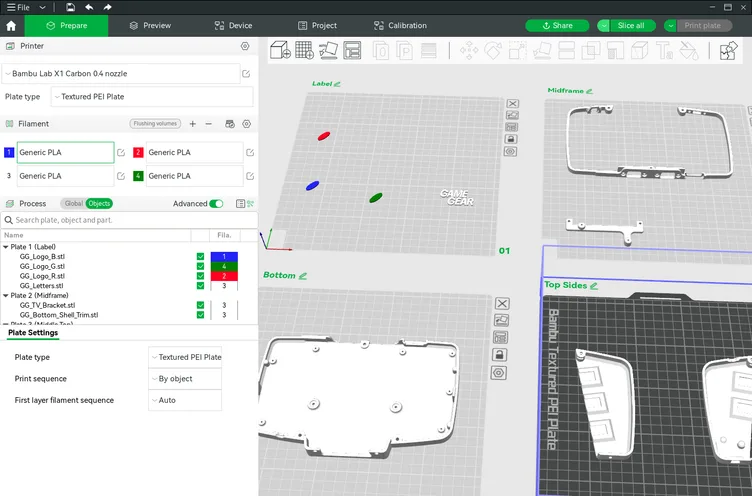 File
Prepare
Preview
Device
Project
Calibration
Share
Slice all
Print plate
Printer
Bambu Lab X1 Carbon 0.4 nozzle
Plate type
Textured PEI Plate
Filament
Flushing volumes
1 Generic PLA
2 Generic PLA
3 Generic PLA
4 Generic PLA
Process
Global
Objects
Advanced
Search plate, object and part.
Name
Fila.
Plate 1 (Label)
GG_Logo_B.stl 1
GG_Logo_G.stl 4
GG_Logo_R.stl 2
GG_Letters.stl 3
Plate 2 (Midframe)
GG_TV_Bracket.stl 3
GG_Bottom_Shell_Trim.stl 3
Plate Settings
Plate type
Textured PEI Plate
Print sequence
By object
First layer filament sequence
Auto
Label
GAME
GEAR
01
Midframe
Bottom
Top Sides
Bambu Textured PEI Plate